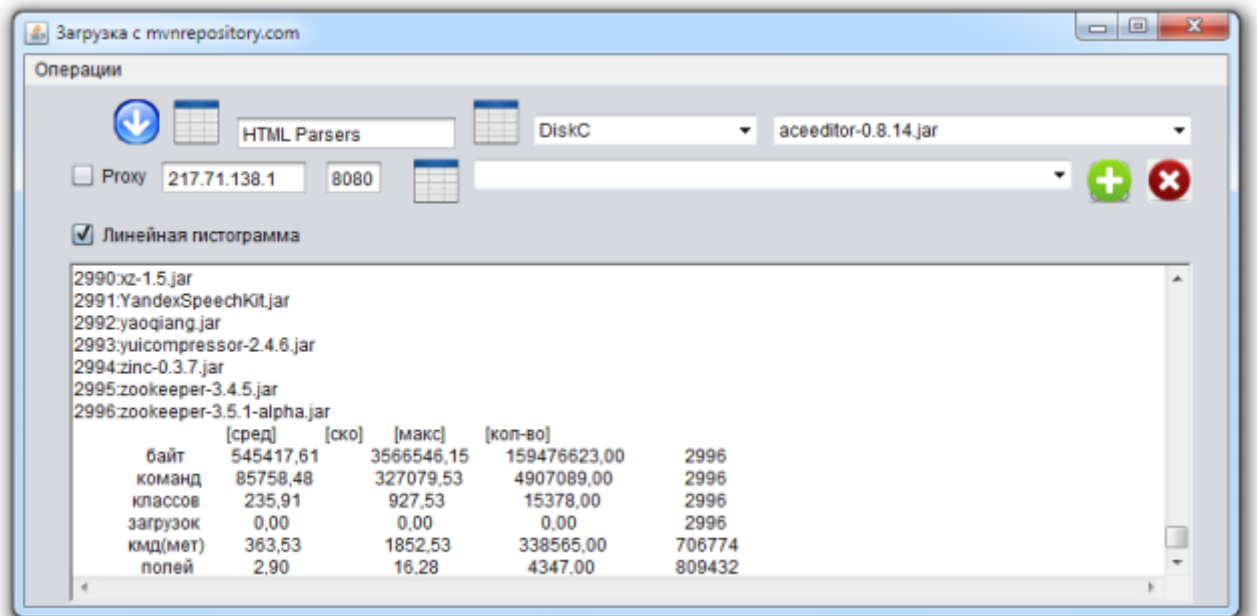 Загрузка с mvnrepository.com
Операции
HTML Parsers DiskC aceeditor-0.8.14.jar
Proxy 217.71.138.1 8080
Линейная гистограмма
2990:xz-1.5.jar
2991:YandexSpeechKit.jar
2992:yaoqiang.jar
2993:yuicompressor-2.4.6.jar
2994:zinc-0.3.7.jar
2995:zookeeper-3.4.5.jar
2996:zookeeper-3.5.1-alpha.jar
[сред] [ско] [макс] [кол-во]
байт 545417,61 3566546,15 159476623,00 2996
команд 85758,48 327079,53 4907089,00 2996
классов 235,91 927,53 15378,00 2996
загрузок 0,00 0,00 0,00 2996
кмд(мет) 363,53 1852,53 338565,00 706774
полей 2,90 16,28 4347,00 809432